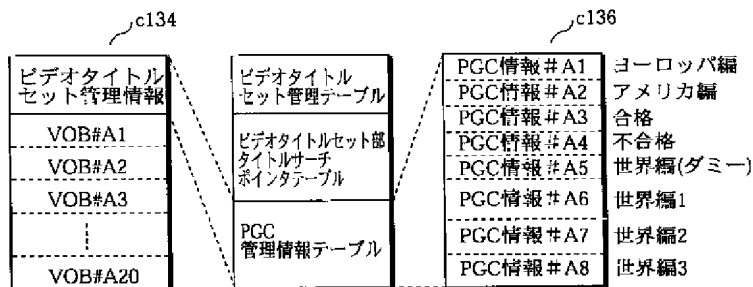 c134
ビデオタイトル
セット管理情報
VOB#A1
VOB#A2
VOB#A3
VOB#A20
ビデオタイトル
セット管理テーブル
ビデオタイトルセット部
タイトルサーチ
ポインタテーブル
PGC
管理情報テーブル
c136
PGC情報#A1 ヨーロッパ編
PGC情報#A2 アメリカ編
PGC情報#A3 合格
PGC情報#A4 不合格
PGC情報#A5 世界編(ダミー)
PGC情報#A6 世界編1
PGC情報#A7 世界編2
PGC情報#A8 世界編3